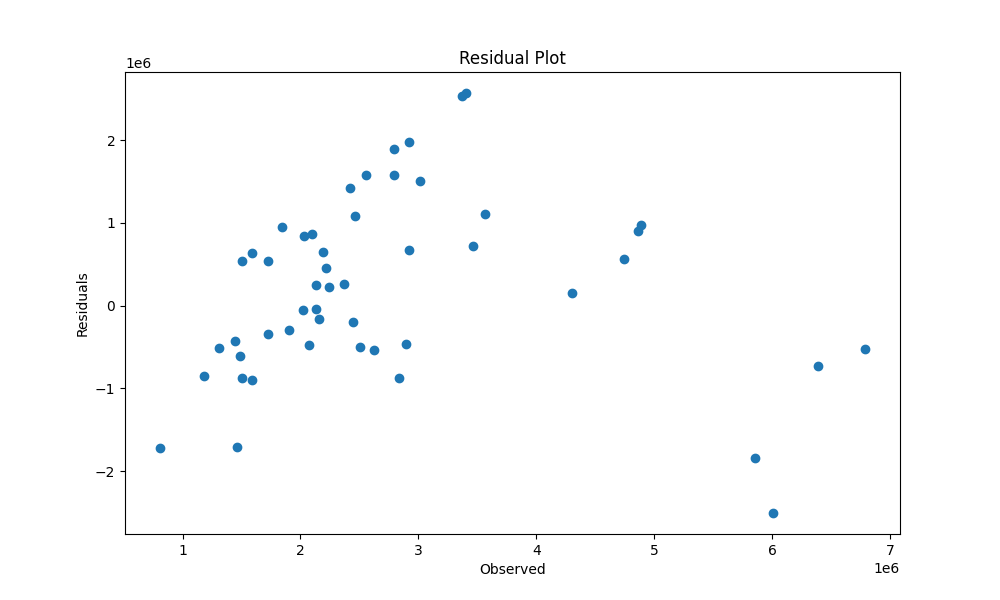 Residual Plot
1e6
2
1
0
−1
−2
Residuals
1 2 3 4 5 6 7
1e6
Observed